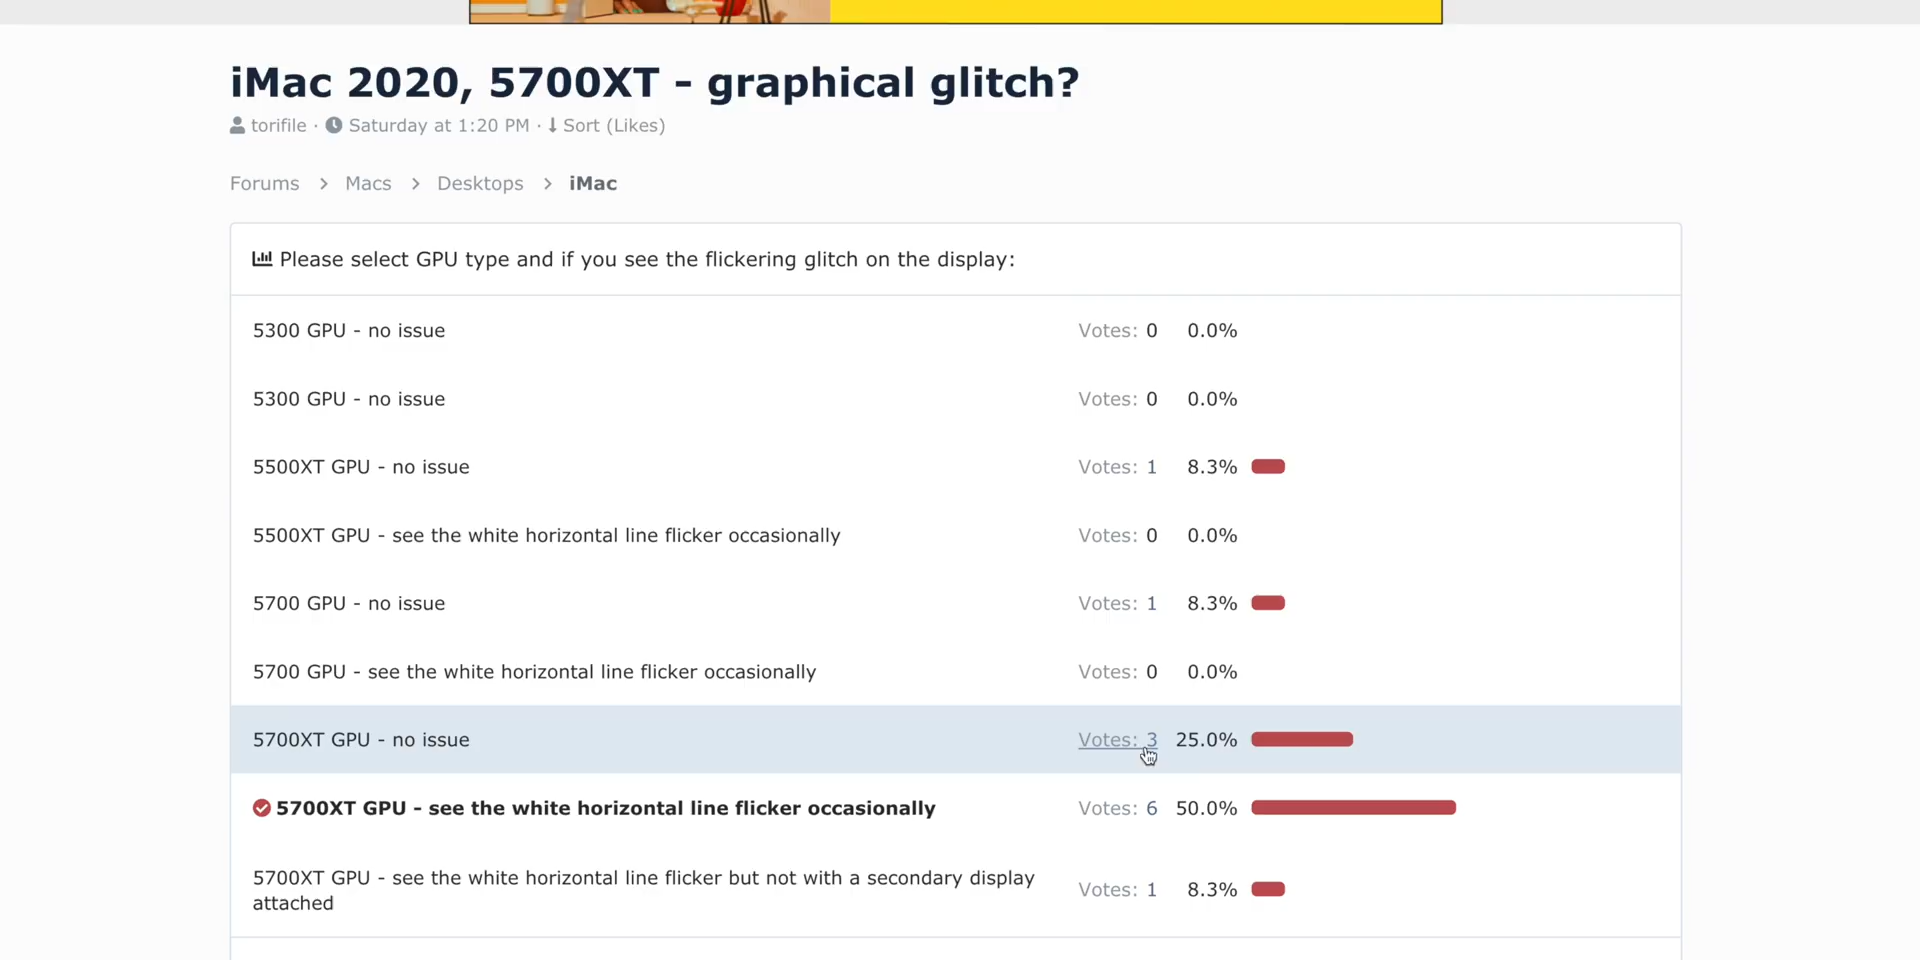 iMac 2020, 5700XT - graphical glitch?
torifile · Saturday at 1:20 PM · Sort (Likes)
Forums > Macs > Desktops > iMac
Please select GPU type and if you see the flickering glitch on the display:
5300 GPU - no issue Votes: 0 0.0%
5300 GPU - no issue Votes: 0 0.0%
5500XT GPU - no issue Votes: 1 8.3%
5500XT GPU - see the white horizontal line flicker occasionally Votes: 0 0.0%
5700 GPU - no issue Votes: 1 8.3%
5700 GPU - see the white horizontal line flicker occasionally Votes: 0 0.0%
5700XT GPU - no issue Votes: 3 25.0%
5700XT GPU - see the white horizontal line flicker occasionally Votes: 6 50.0%
5700XT GPU - see the white horizontal line flicker but not with a secondary display
attached Votes: 1 8.3%